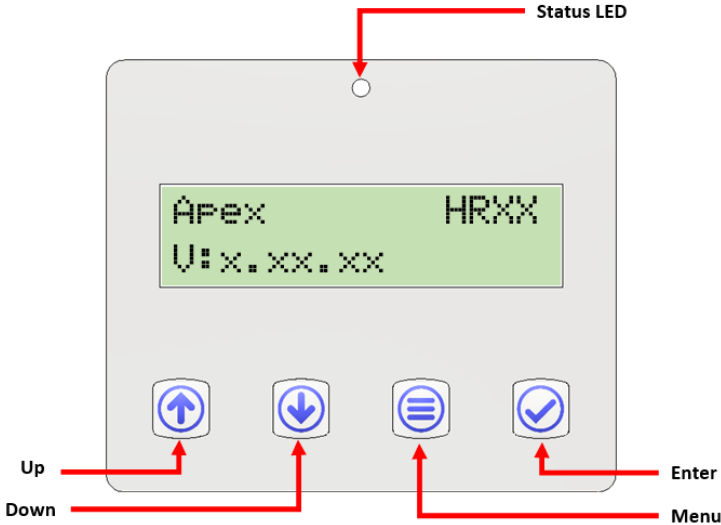 Status LED
Apex HRXX
V:x.xx.xx
Up
Enter
Down
Menu